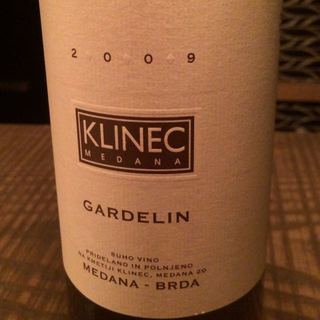 2009
KLINEC
MEDANA
GARDELIN
SUHO VINO
PRIDELANO IN POLNJENO
NA KMETIJI KLINEC, MEDANA 20
MEDANA - BRDA